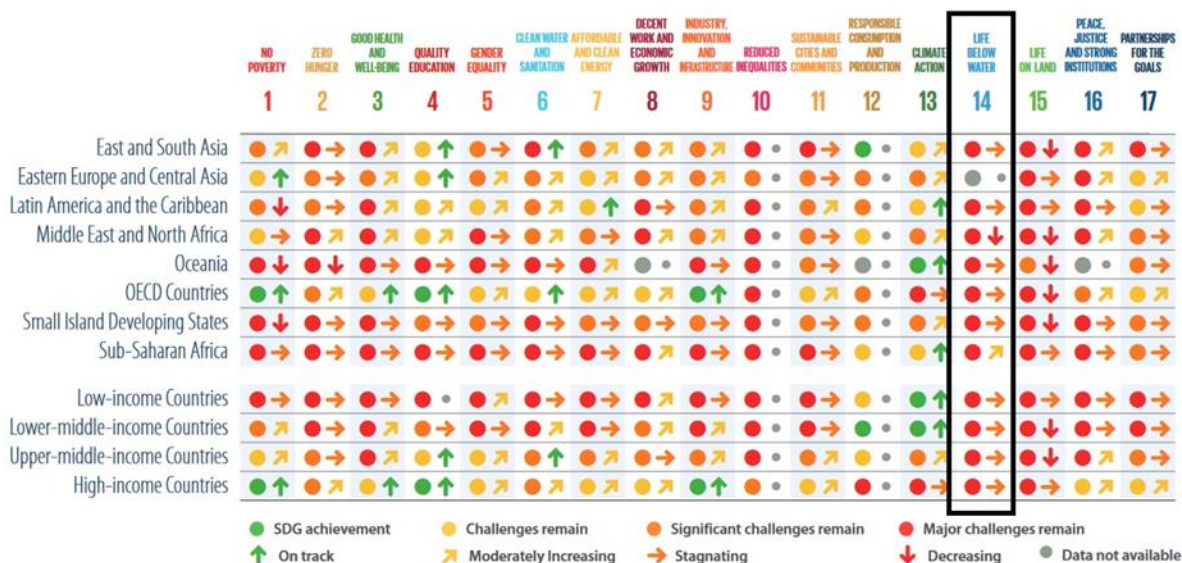 NO POVERTY
ZERO HUNGER
GOOD HEALTH AND WELL-BEING
QUALITY EDUCATION
GENDER EQUALITY
CLEAN WATER AND SANITATION
AFFORDABLE AND CLEAN ENERGY
DECENT WORK AND ECONOMIC GROWTH
INDUSTRY, INNOVATION AND INFRASTRUCTURE
REDUCED INEQUALITIES
SUSTAINABLE CITIES AND COMMUNITIES
RESPONSIBLE CONSUMPTION AND PRODUCTION
CLIMATE ACTION
LIFE BELOW WATER
LIFE ON LAND
PEACE, JUSTICE AND STRONG INSTITUTIONS
PARTNERSHIPS FOR THE GOALS
1 2 3 4 5 6 7 8 9 10 11 12 13 14 15 16 17
East and South Asia
Eastern Europe and Central Asia
Latin America and the Caribbean
Middle East and North Africa
Oceania
OECD Countries
Small Island Developing States
Sub-Saharan Africa
Low-income Countries
Lower-middle-income Countries
Upper-middle-income Countries
High-income Countries
SDG achievement Challenges remain Significant challenges remain Major challenges remain
On track Moderately Increasing Stagnating Decreasing Data not available